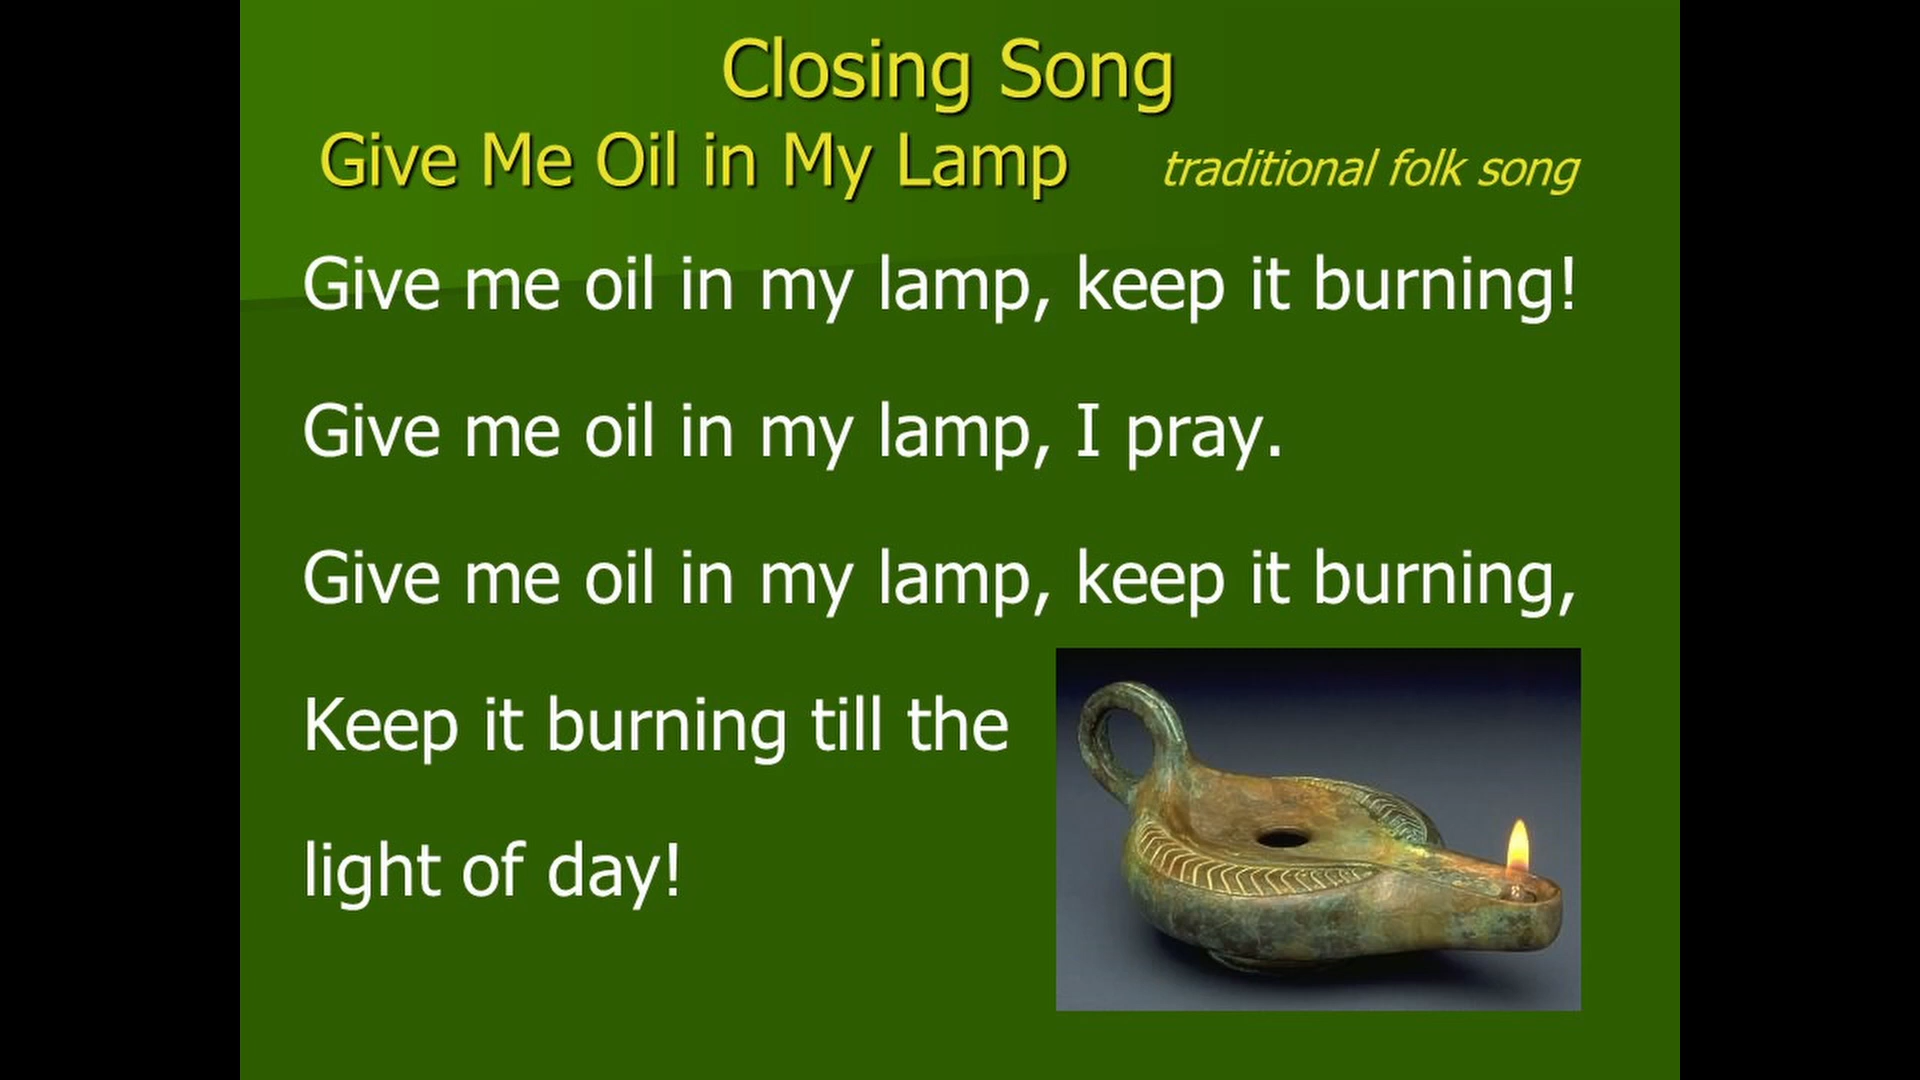 Closing Song
Give Me Oil in My Lamp traditional folk song
Give me oil in my lamp, keep it burning!
Give me oil in my lamp, I pray.
Give me oil in my lamp, keep it burning,
Keep it burning till the
light of day!